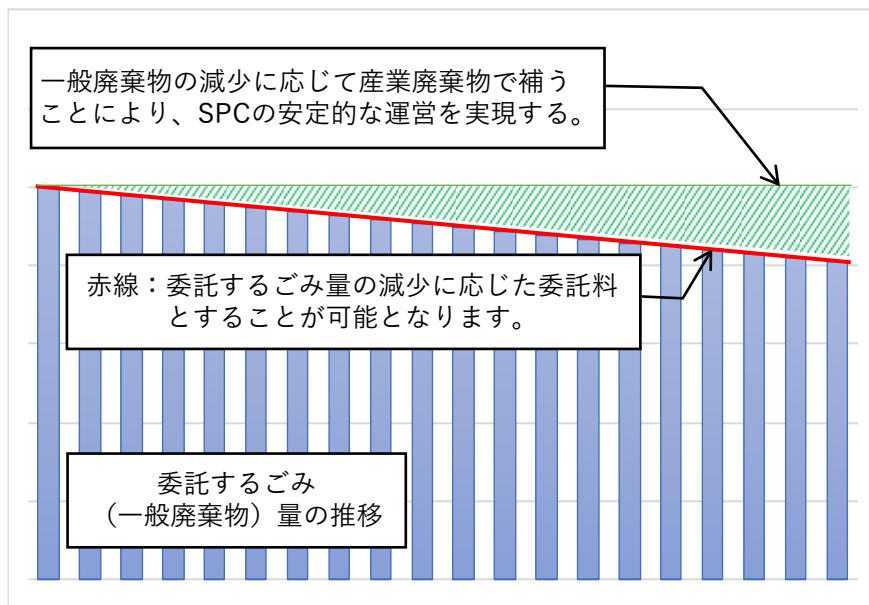 一般廃棄物の減少に応じて産業廃棄物で補う
ことにより、SPCの安定的な運営を実現する。
赤線：委託するごみ量の減少に応じた委託料
とすることが可能となります。
委託するごみ
（一般廃棄物）量の推移